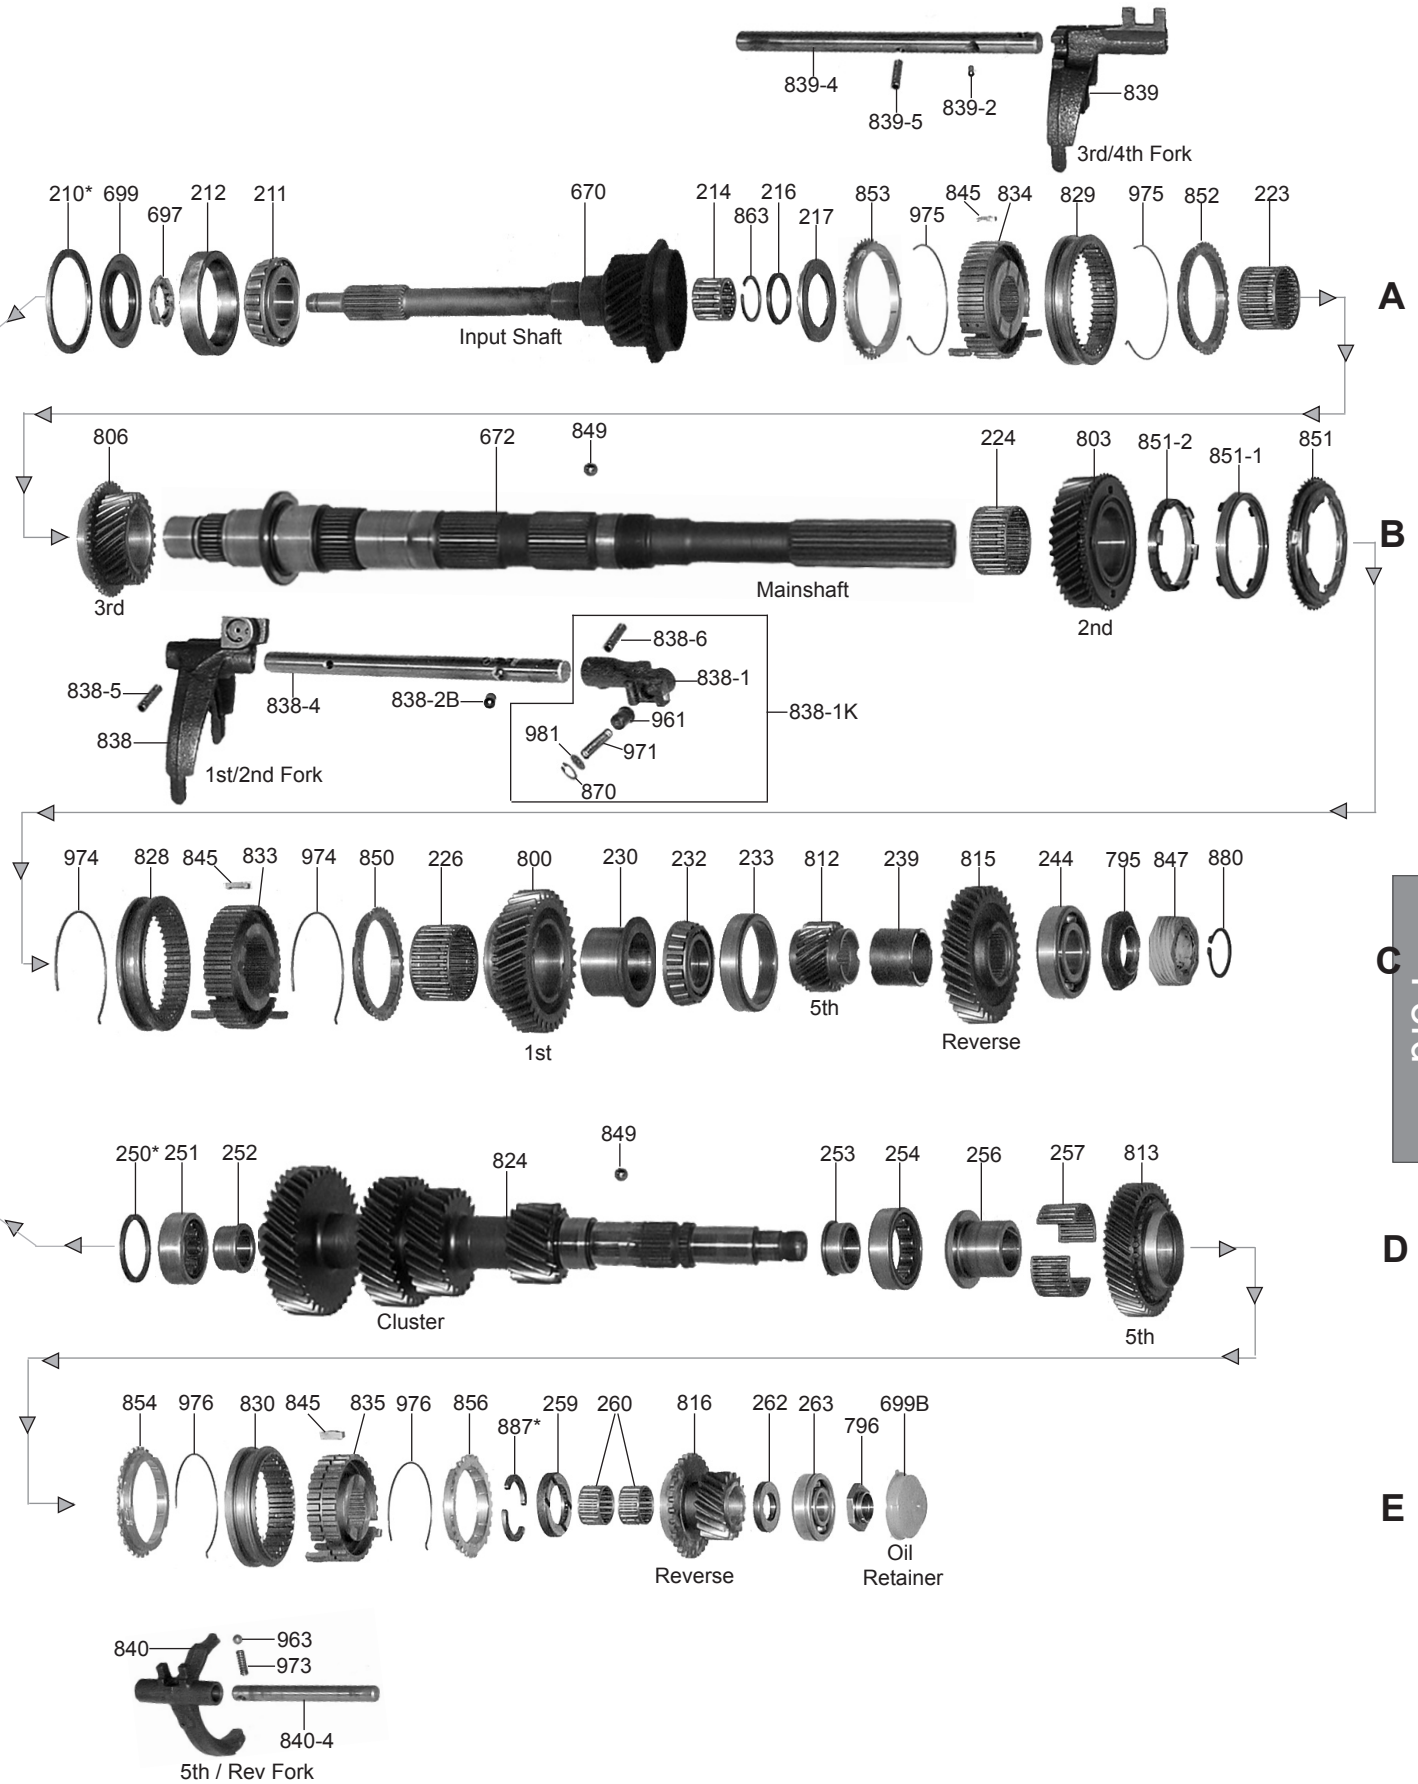 839-4
839-5
839-2
839
3rd/4th Fork
210* 699 697 212 211 670 214 863 216 217 853 975 845 834 829 975 852 223
Input Shaft
A
806 672 849 224 803 851-2 851-1 851
B
Mainshaft
3rd
2nd
838-6
838-5 838-4 838-2B 838-1
838-1K
838 961
981 971
1st/2nd Fork
870
974 828 845 833 974 850 226 800 230 232 233 812 239 815 244 795 847 880
C
Ford
5th
Reverse
1st
849
250* 251 252 824 253 254 256 257 813
D
Cluster
5th
854 976 830 845 835 976 856 887* 259 260 816 262 263 796 699B
E
Oil
Retainer
Reverse
840 963
973
840-4
5th / Rev Fork